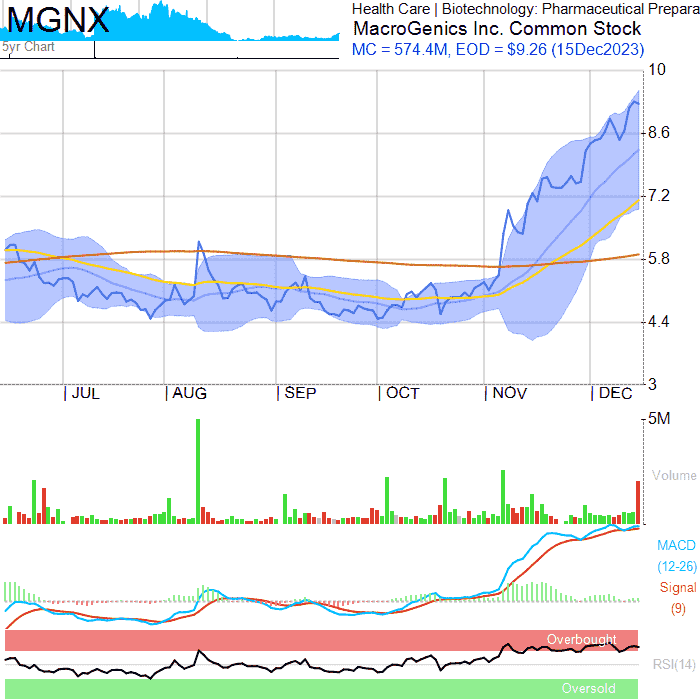 MGNX
5yr Chart
Health Care | Biotechnology: Pharmaceutical Prepara
MacroGenics Inc. Common Stock
MC = 574.4M, EOD = $9.26 (15Dec2023)
10
8.6
7.2
5.8
4.4
3
JUL
AUG
SEP
OCT
NOV
DEC
5M
Volume
MACD
(12-26)
Signal
(9)
Overbought
RSI(14)
Oversold